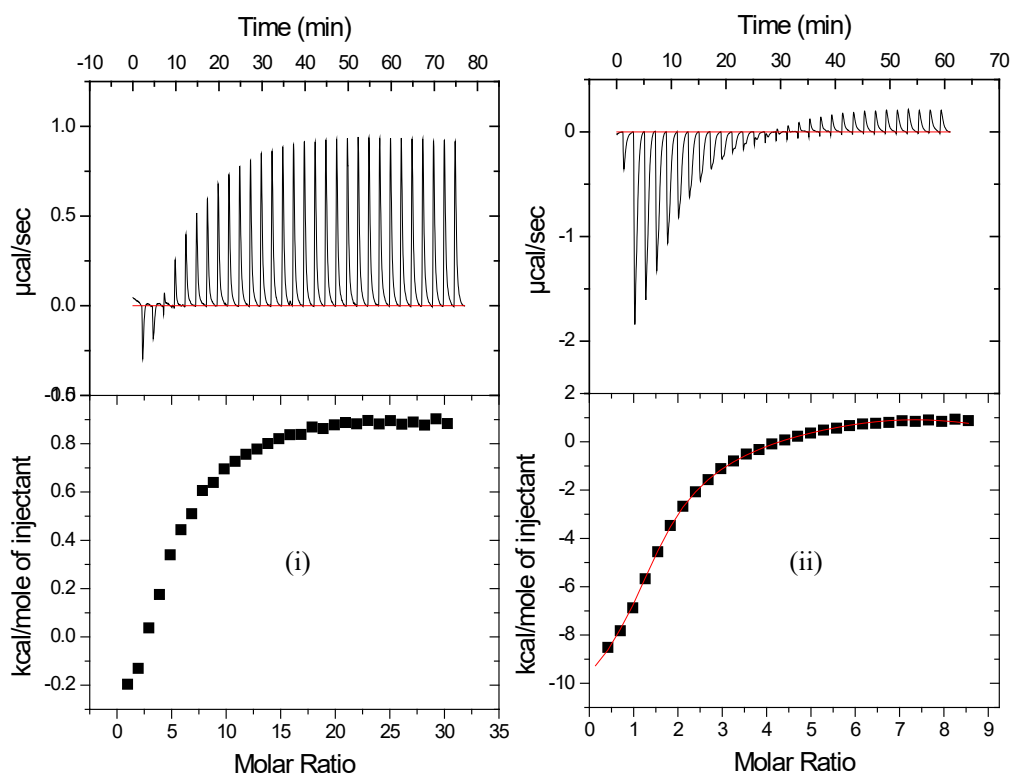 Time (min)
-10 0 10 20 30 40 50 60 70 80
1.0
0.5
0.0
µcal/sec
0.8
0.6
0.4
0.2
0.0
-0.2
kcal/mole of injectant
(i)
0 5 10 15 20 25 30 35
Molar Ratio
Time (min)
0 10 20 30 40 50 60 70
0
-1
-2
2
µcal/sec
0
-2
-4
-6
-8
-10
kcal/mole of injectant
(ii)
0 1 2 3 4 5 6 7 8 9
Molar Ratio